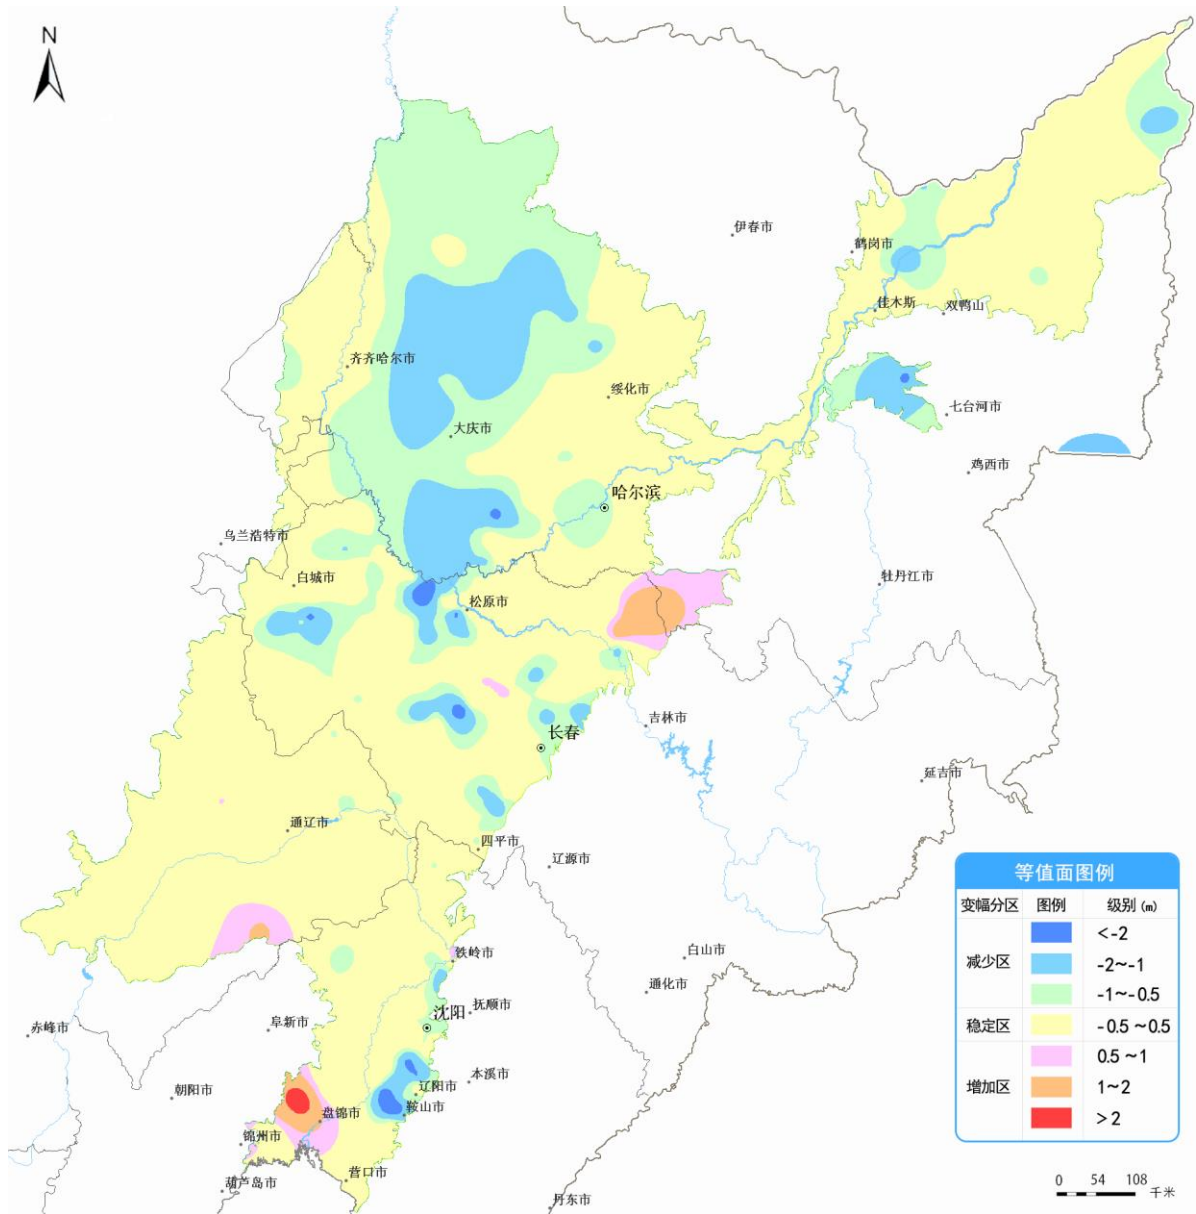 N
伊春市
鹤岗市
佳木斯
双鸭山
齐齐哈尔市
绥化市
七台河市
大庆市
鸡西市
哈尔滨
乌兰浩特市
白城市
牡丹江市
松原市
吉林市
长春
延吉市
通辽市
四平市
辽源市
铁岭市
白山市
通化市
抚顺市
沈阳
阜新市
赤峰市
本溪市
朝阳市
辽阳市
鞍山市
盘锦市
锦州市
营口市
葫芦岛市
丹东市
等值面图例
变幅分区 图例 级别 (m)
<-2
减少区 -2~-1
-1~-0.5
稳定区 -0.5~0.5
0.5~1
增加区 1~2
>2
0 54 108
千米